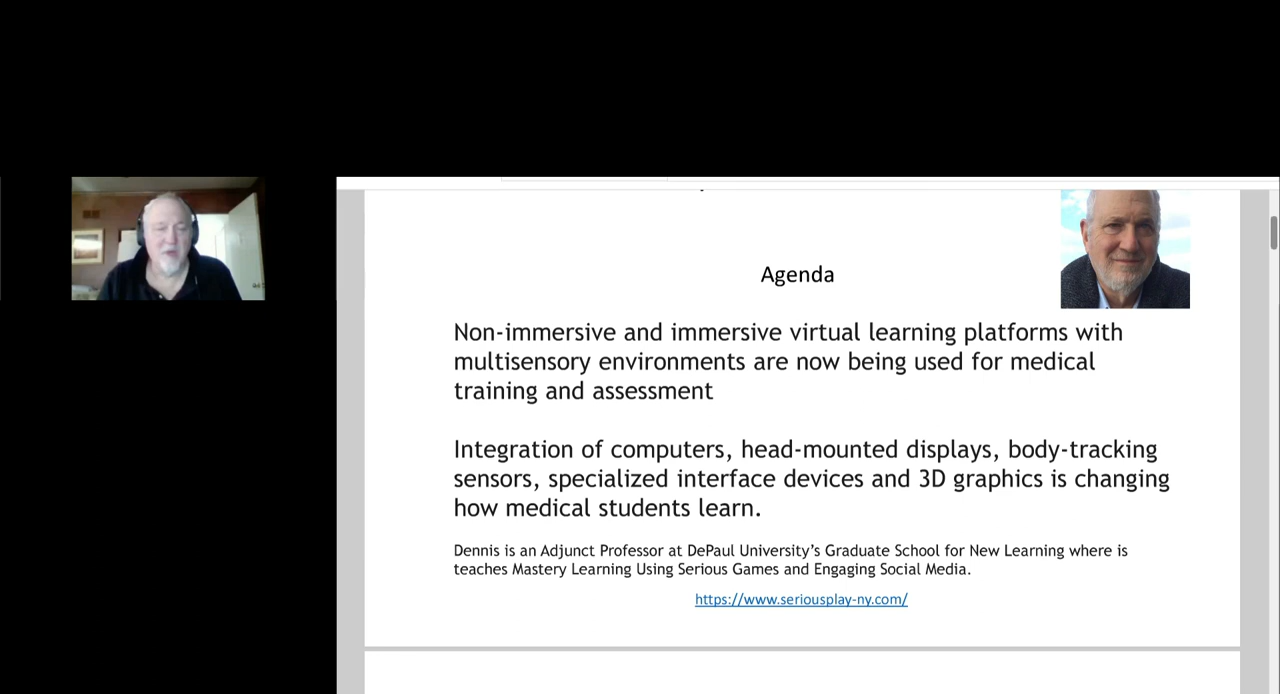 Agenda
Non-immersive and immersive virtual learning platforms with
multisensory environments are now being used for medical
training and assessment
Integration of computers, head-mounted displays, body-tracking
sensors, specialized interface devices and 3D graphics is changing
how medical students learn.
Dennis is an Adjunct Professor at DePaul University’s Graduate School for New Learning where is
teaches Mastery Learning Using Serious Games and Engaging Social Media.
https://www.seriousplay-ny.com/